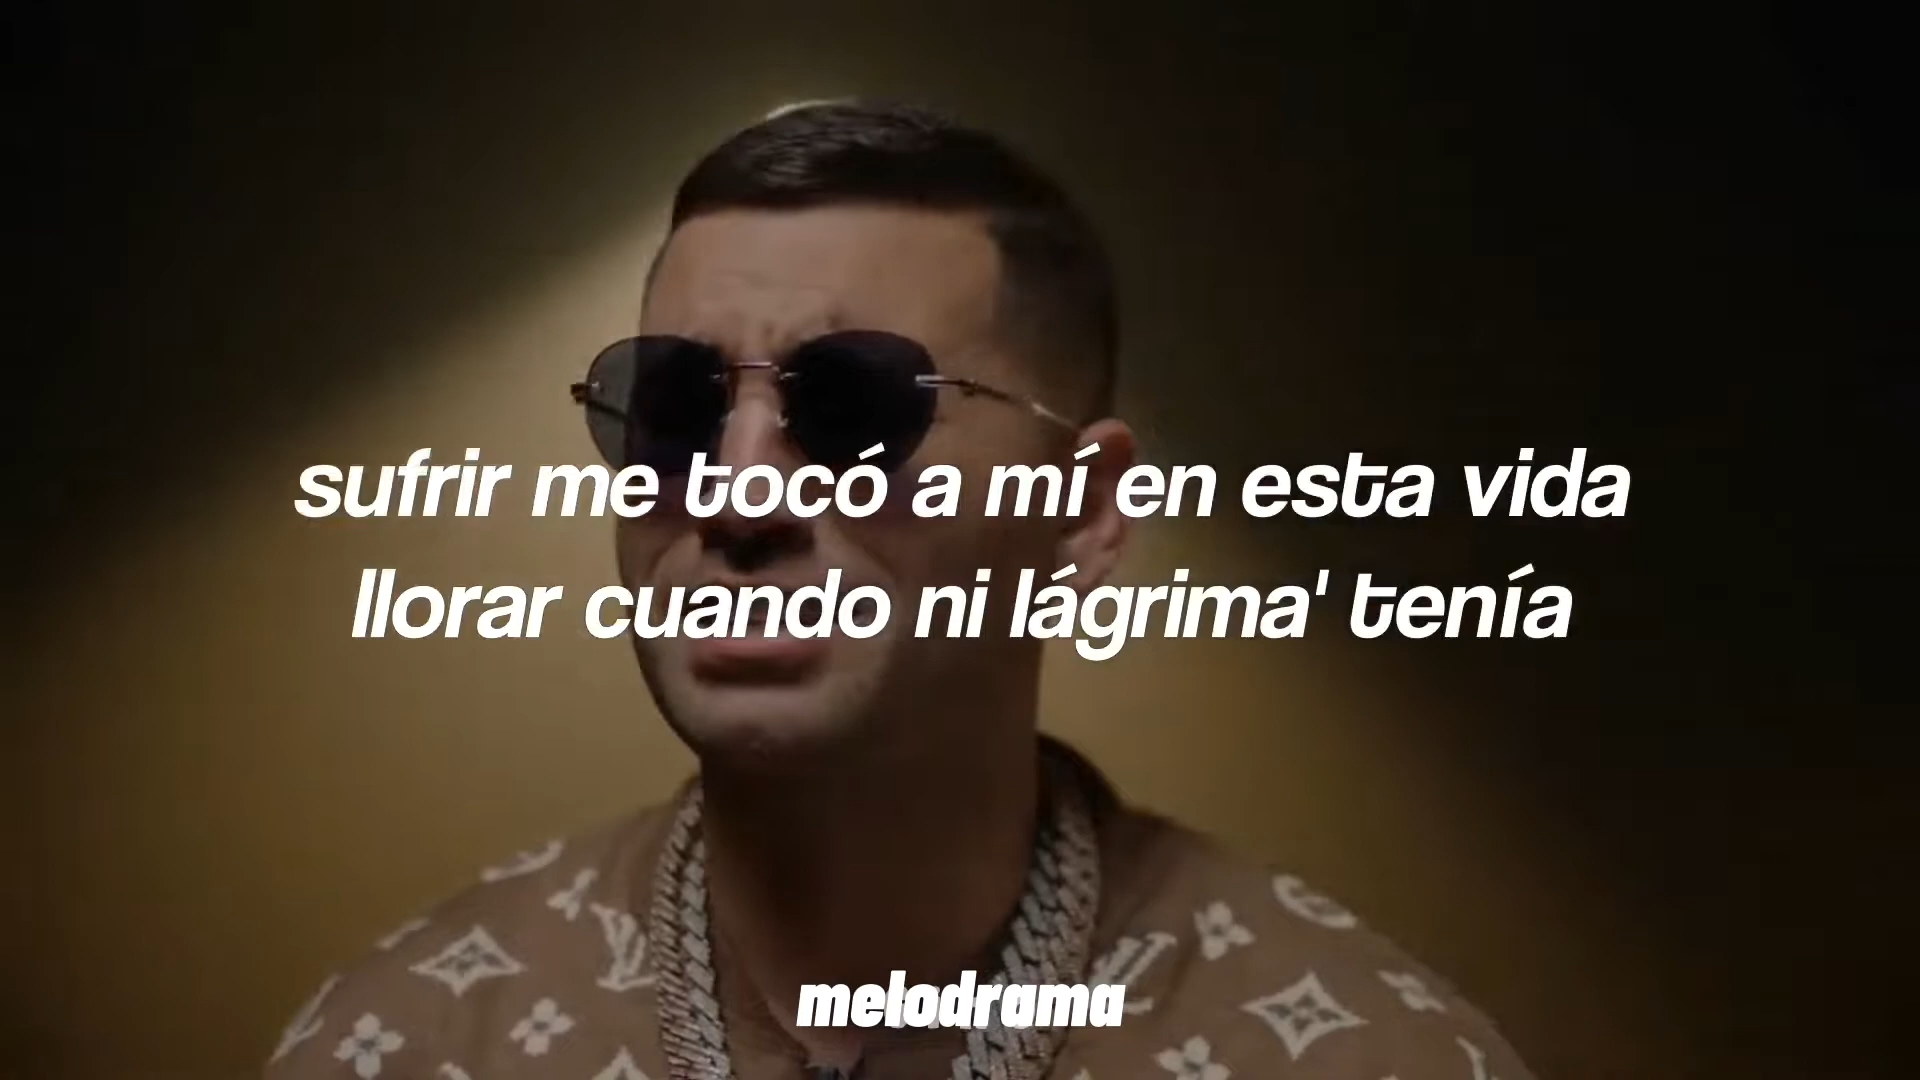 sufrir me tocó a mí en esta vida
llorar cuando ni lágrima' tenía
melodrama